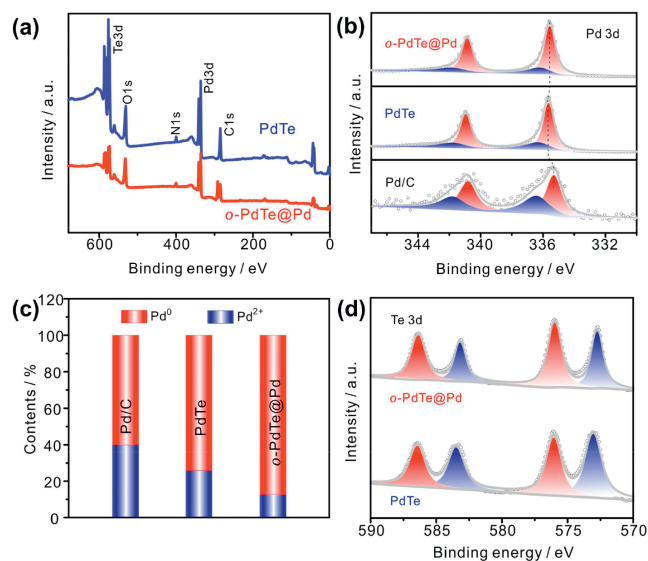 (a)
Intensity / a.u.
Te3d
O1s
N1s
Pd3d
C1s
PdTe
o-PdTe@Pd
600 400 200 0
Binding energy / eV
(b)
Intensity / a.u.
Pd 3d
o-PdTe@Pd
PdTe
Pd/C
344 340 336 332
Binding energy / eV
(c)
Contents / %
120
100
80
60
40
20
0
Pd⁰ Pd²⁺
Pd/C
PdTe
o-PdTe@Pd
(d)
Intensity / a.u.
Te 3d
o-PdTe@Pd
PdTe
590 585 580 575 570
Binding energy / eV